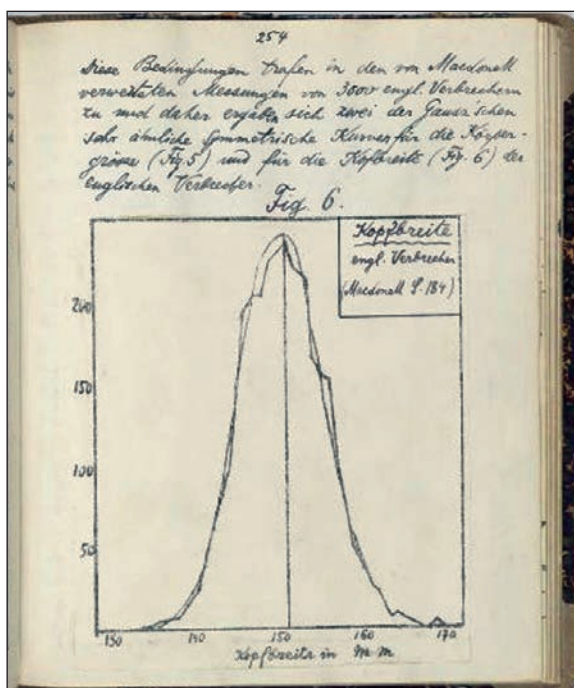 254
Diese Bedingungen trafen in den von Macdonell
verwerteten Messungen von 3000 engl. Verbrechern
zu und daher ergaben sich zwei der Gauss'schen
sehr ähnliche symmetrische Kurven für die Körper-
grösse (Fig. 5) und für die Kopfbreite (Fig. 6) der
englischen Verbrecher.
Fig. 6.
Kopfbreite
engl. Verbrecher
(Macdonell S. 184)
200
150
100
50
130 140 150 160 170
Kopfbreite in m m